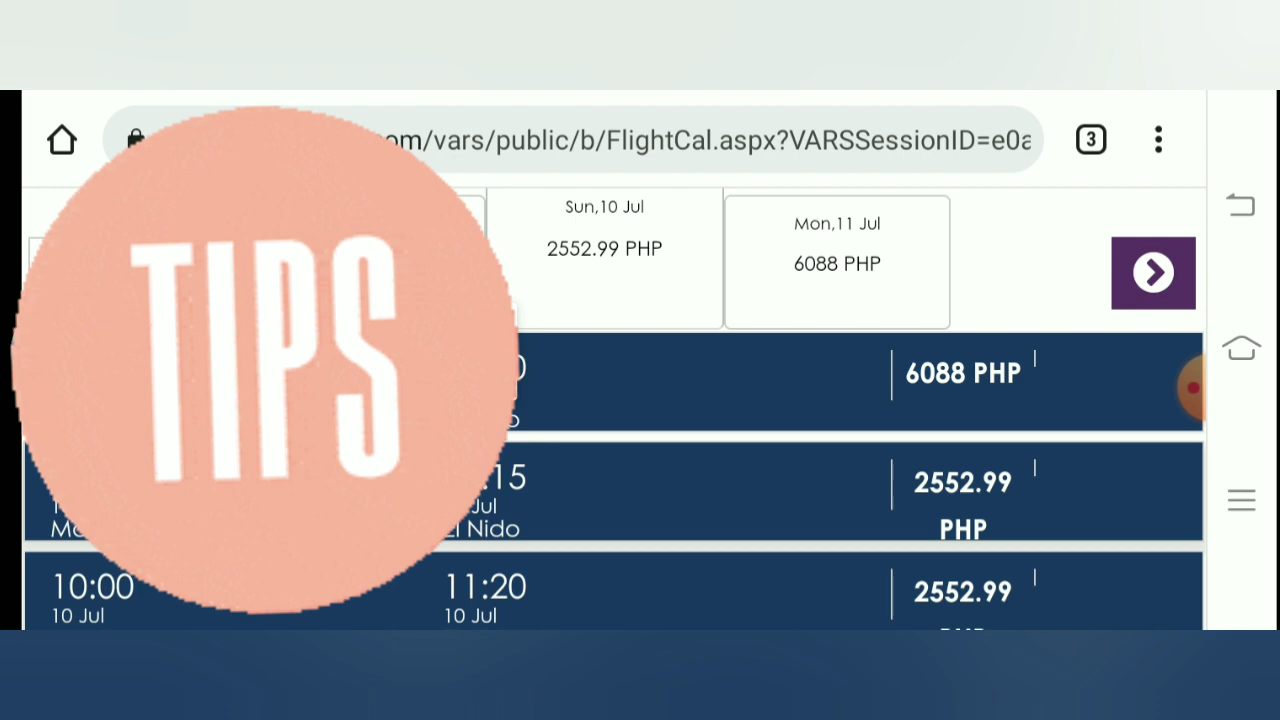 om/vars/public/b/FlightCal.aspx?VARSSessionID=e0a
3
Sun,10 Jul
2552.99 PHP
Mon,11 Jul
6088 PHP
TIPS
6088 PHP
15
2552.99
Jul
Nido
PHP
10:00
11:20
2552.99
10 Jul
10 Jul